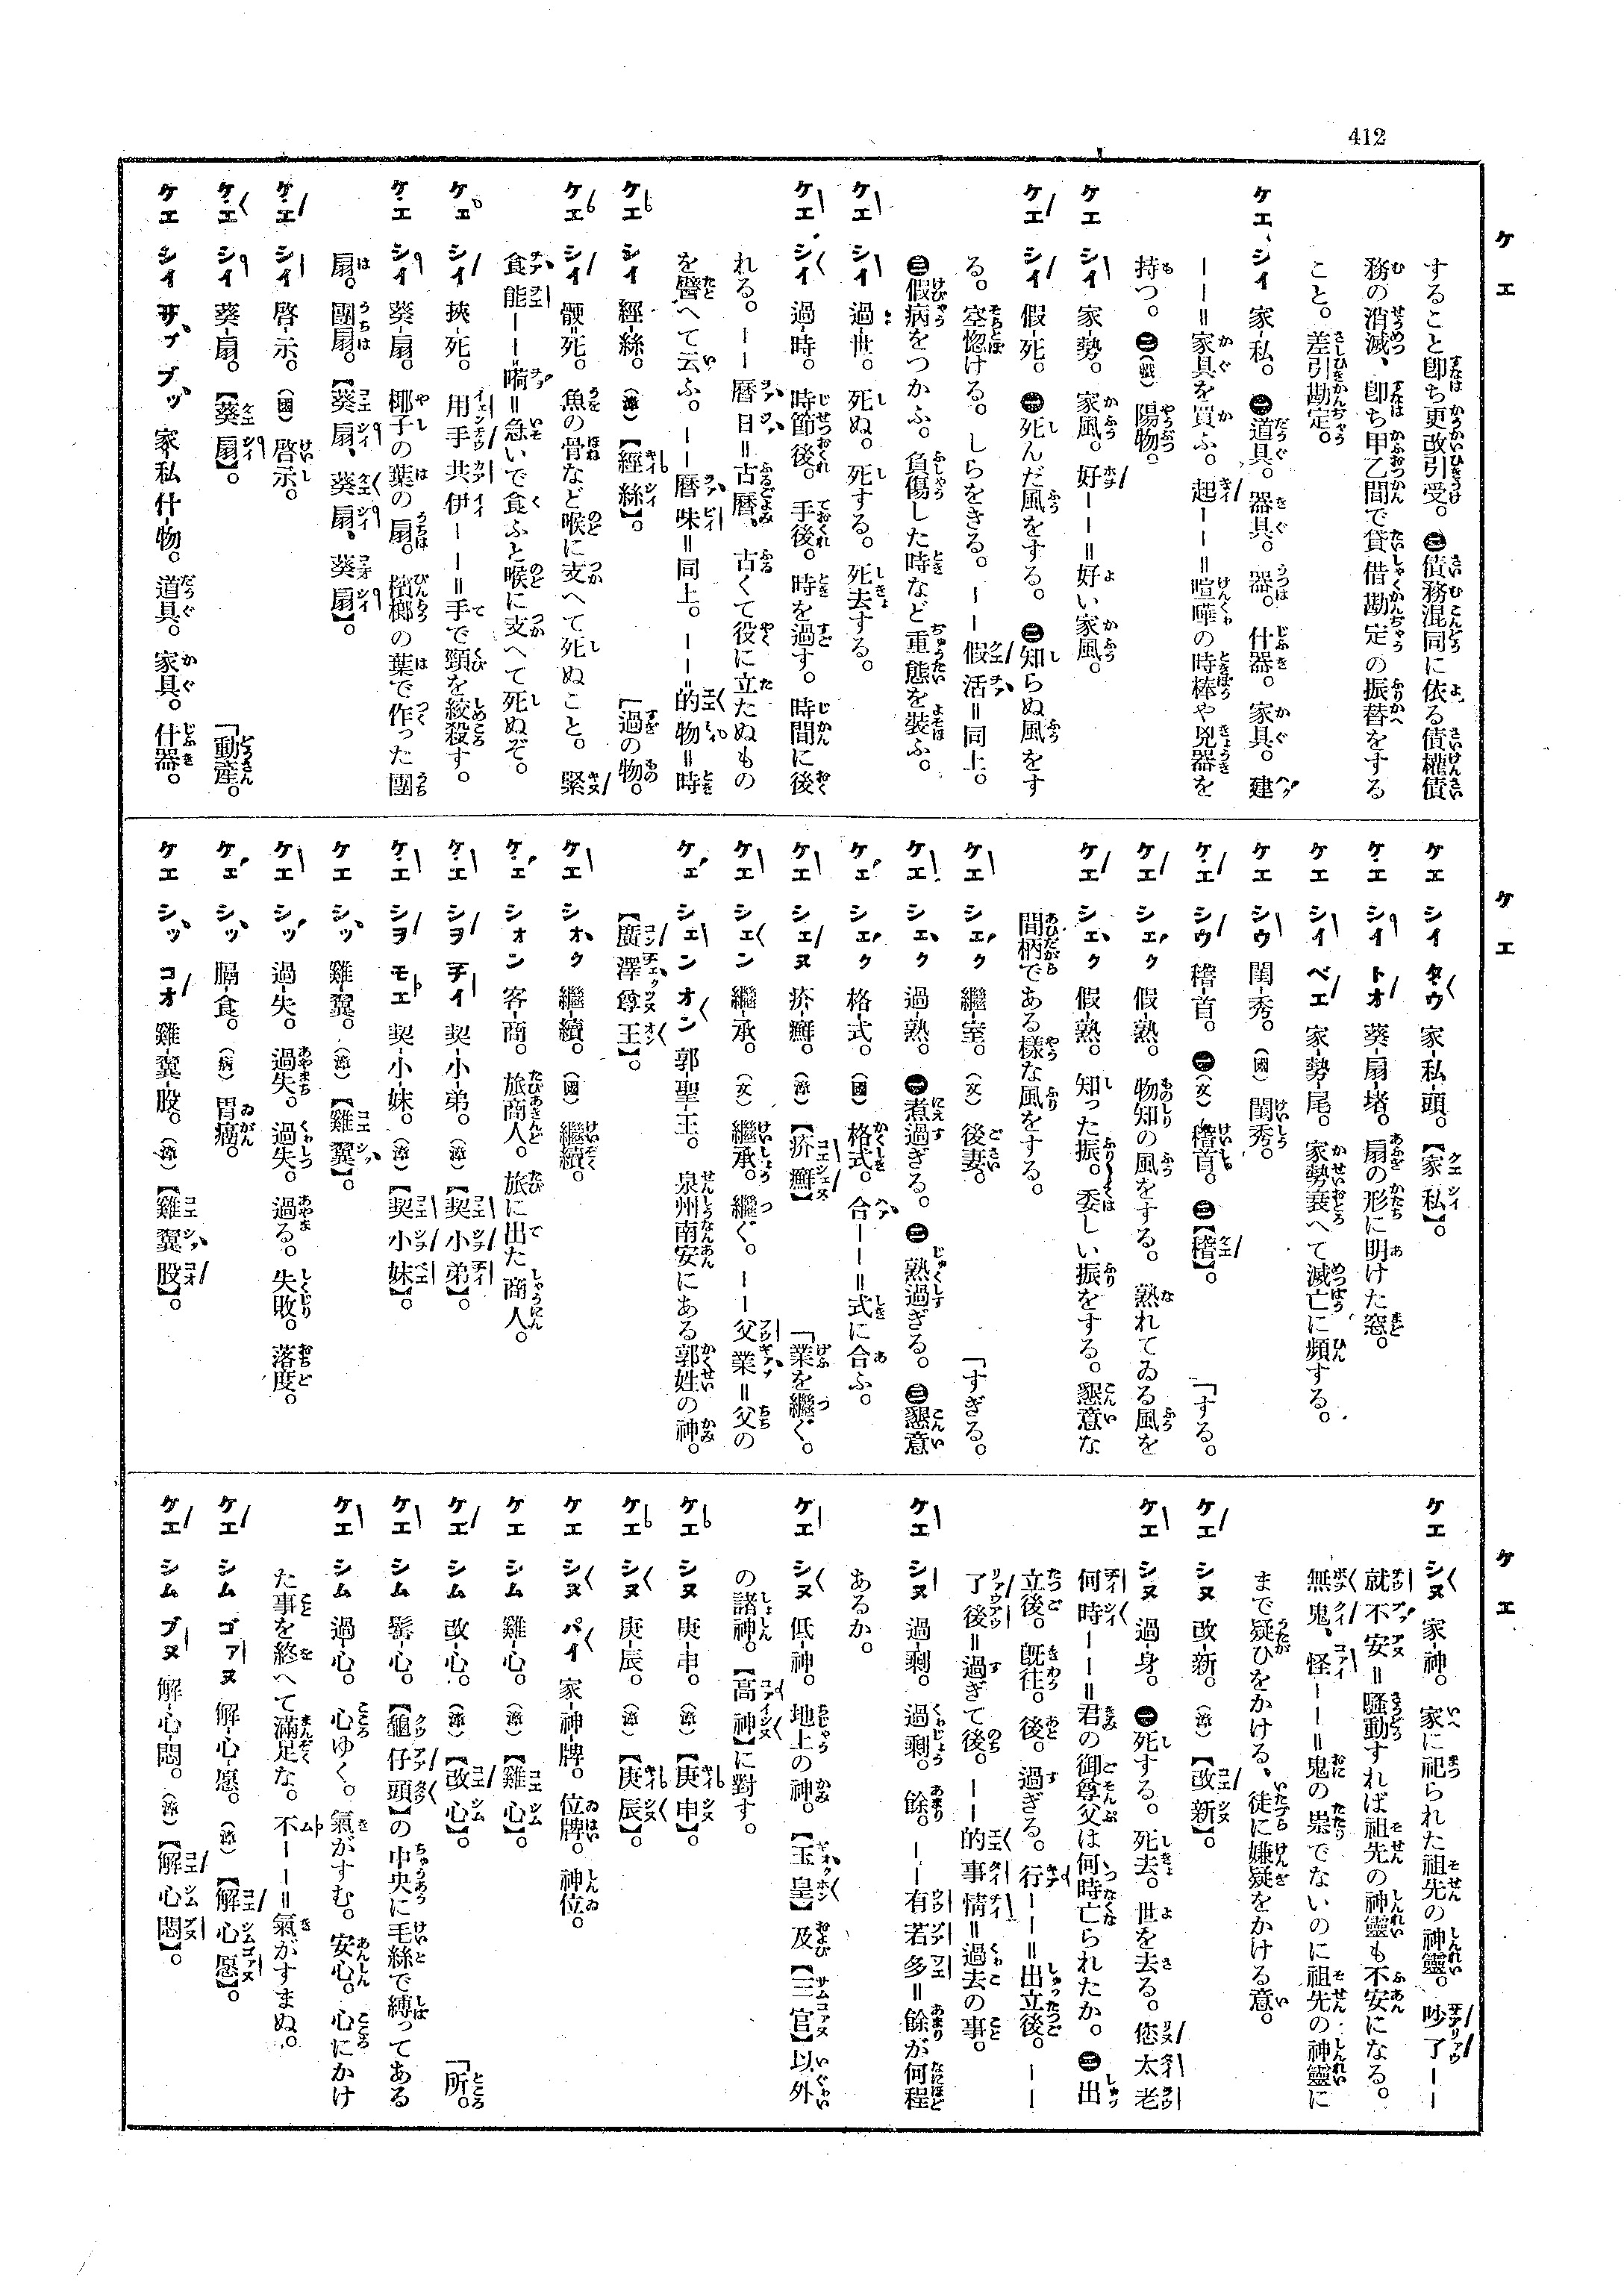 412
ケエ
すること卽ち更改引受。㊂債務混同に依る債權債
務の消滅、卽ち甲乙間で貸借勘定の振替をする
こと。差引勘定。
ケエ シイ 家-私。㊀道具。器具。器。什器。家具。建
——＝家具を買ふ。起——＝喧嘩の時棒や兇器を
持つ。㊁(戲)陽物。
ケエ シイ 家-勢。家風。好——＝好い家風。
ケエ シイ 假-死。㊀死んだ風をする。㊁知らぬ風をす
る。空惚ける。しらをきる。——假活＝同上。
㊂假病をつかふ。負傷した時など重態を裝ふ。
ケエ シイ 過-世。死ぬ。死する。死去する。
ケエ シイ 過-時。時節後。手後。時を過す。時間に後
れる。——曆日＝古曆、古くて役に立たぬもの
を譬へて云ふ。——曆味＝同上。——的物＝時
ケエ シイ 經-絲。(漳)【經絲】。「過の物。
ケエ シイ 骾-死。魚の骨など喉に支へて死ぬこと。緊
食能——＝急いで食ふと喉に支へて死ぬぞ。
ケエ シイ 挾-死。用手共伊——＝手で頸を絞殺す。
ケエ シイ 葵-扇。椰子の葉の扇。檳榔の葉で作った團
扇。團扇。【葵扇、葵扇、葵扇】。
ケエ シイ 啓-示。(國)啓示。
ケエ シイ 葵-扇。【葵扇】。「動產。
ケエ シイ サプ ブッ 家私什-物。道具。家具。什器。
ケエ
ケエ シイ タウ 家-私-頭。【家私】。
ケエ シイ トオ 葵-扇-堵。扇の形に明けた窓。
ケエ シイ ベエ 家-勢-尾。家勢衰へて滅亡に頻する。
ケエ シウ 閨-秀。(國)閨秀。
ケエ シウ 稽-首。㊀(文)稽首。㊁【稽】。「する。
ケエ シェク 假-熟。物知の風をする。熟れてゐる風を
ケエ シェク 假-熟。知った振。委しい振をする。懇意な
間柄である樣な風をする。
ケエ シェク 繼-室。(文)後妻。「すぎる。
ケエ シェク 過-熟。㊀煮過ぎる。㊁熟過ぎる。㊂懇意
ケエ シェク 格-式。(國)格式。合——＝式に合ふ。
ケエ シェヌ 疥-癬。(漳)【疥癬】「業を繼ぐ。
ケエ シェン 繼-承。(文)繼承。繼ぐ。——父業＝父の
ケエ シェン オン 郭-聖-王。泉州南安にある郭姓の神。
【廣澤尊王】。
ケエ シオク 繼-續。(國)繼續。
ケエ シォン 客-商。旅商人。旅に出た商人。
ケエ シヲ チイ 契-小-弟。(漳)【契小弟】。
ケエ シヲ モエ 契-小-妹。(漳)【契小妹】。
ケエ シッ 雞-翼。(漳)【雞翼】。
ケエ シッ 過-失。過失。過失。過る。失敗。落度。
ケエ シッ 膈-食。(病)胃癌。
ケエ シッ コオ 雞翼-股。(漳)【雞翼股】。
ケエ
ケエ シヌ 家-神。家に祀られた祖先の神靈。吵了——
就不安＝騷動すれば祖先の神靈も不安になる。
無鬼、怪——＝鬼の祟でないのに祖先の神靈に
まで疑ひをかける、徒に嫌疑をかける意。
ケエ シヌ 改-新。(漳)【改新】。
ケエ シヌ 過-身。㊀死する。死去。世を去る。您太老
何時——＝君の御尊父は何時亡られたか。㊁出
立後。旣往。後。過ぎる。行——＝出立後。——
了後＝過ぎて後。——的事情＝過去の事。
ケエ シヌ 過-剩。過剩。餘。——有若多＝餘が何程
あるか。
ケエ シヌ 低-神。地上の神。【玉皇】及【三官】以外
の諸神。【高神】に對す。
ケエ シヌ 庚-申。(漳)【庚申】。
ケエ シヌ 庚-辰。(漳)【庚辰】。
ケエ シヌ パイ 家-神-牌。位牌。神位。
ケエ シム 雞-心。(漳)【雞心】。
ケエ シム 改-心。(漳)【改心】。「所。
ケエ シム 髻-心。【龜仔頭】の中央に毛絲で縛ってある
ケエ シム 過-心。心ゆく。氣がすむ。安心。心にかけ
た事を終へて滿足な。不——＝氣がすまぬ。
ケエ シム ゴァヌ 解-心-愿。(漳)【解心愿】。
ケエ シム ブヌ 解-心-悶。(漳)【解心悶】。